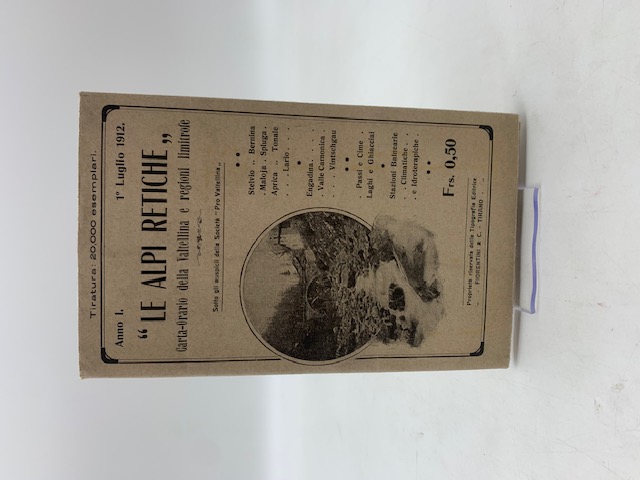 Tiratura: 20.000 esemplari.
Anno I. 1º Luglio 1912.
“ LE ALPI RETICHE „
Carta-Orario della Valtellina e regioni limitrofe
Sotto gli auspici della Società “ Pro Valtellina „
Stelvio „ Bernina
. Maloja . Spluga .
Aprica „ Tonale
. . . Lario . . .
Engadina .
. Valle Camonica .
. . Vintschgau
. Passi e Cime .
Laghi e Ghiacciai
Stazioni Balnearie
. Climatiche . .
. e Idroterapiche .
Frs. 0,50
Proprietà riservata della Tipografia Editrice
- - FIORENTINI & C. - TIRANO - -